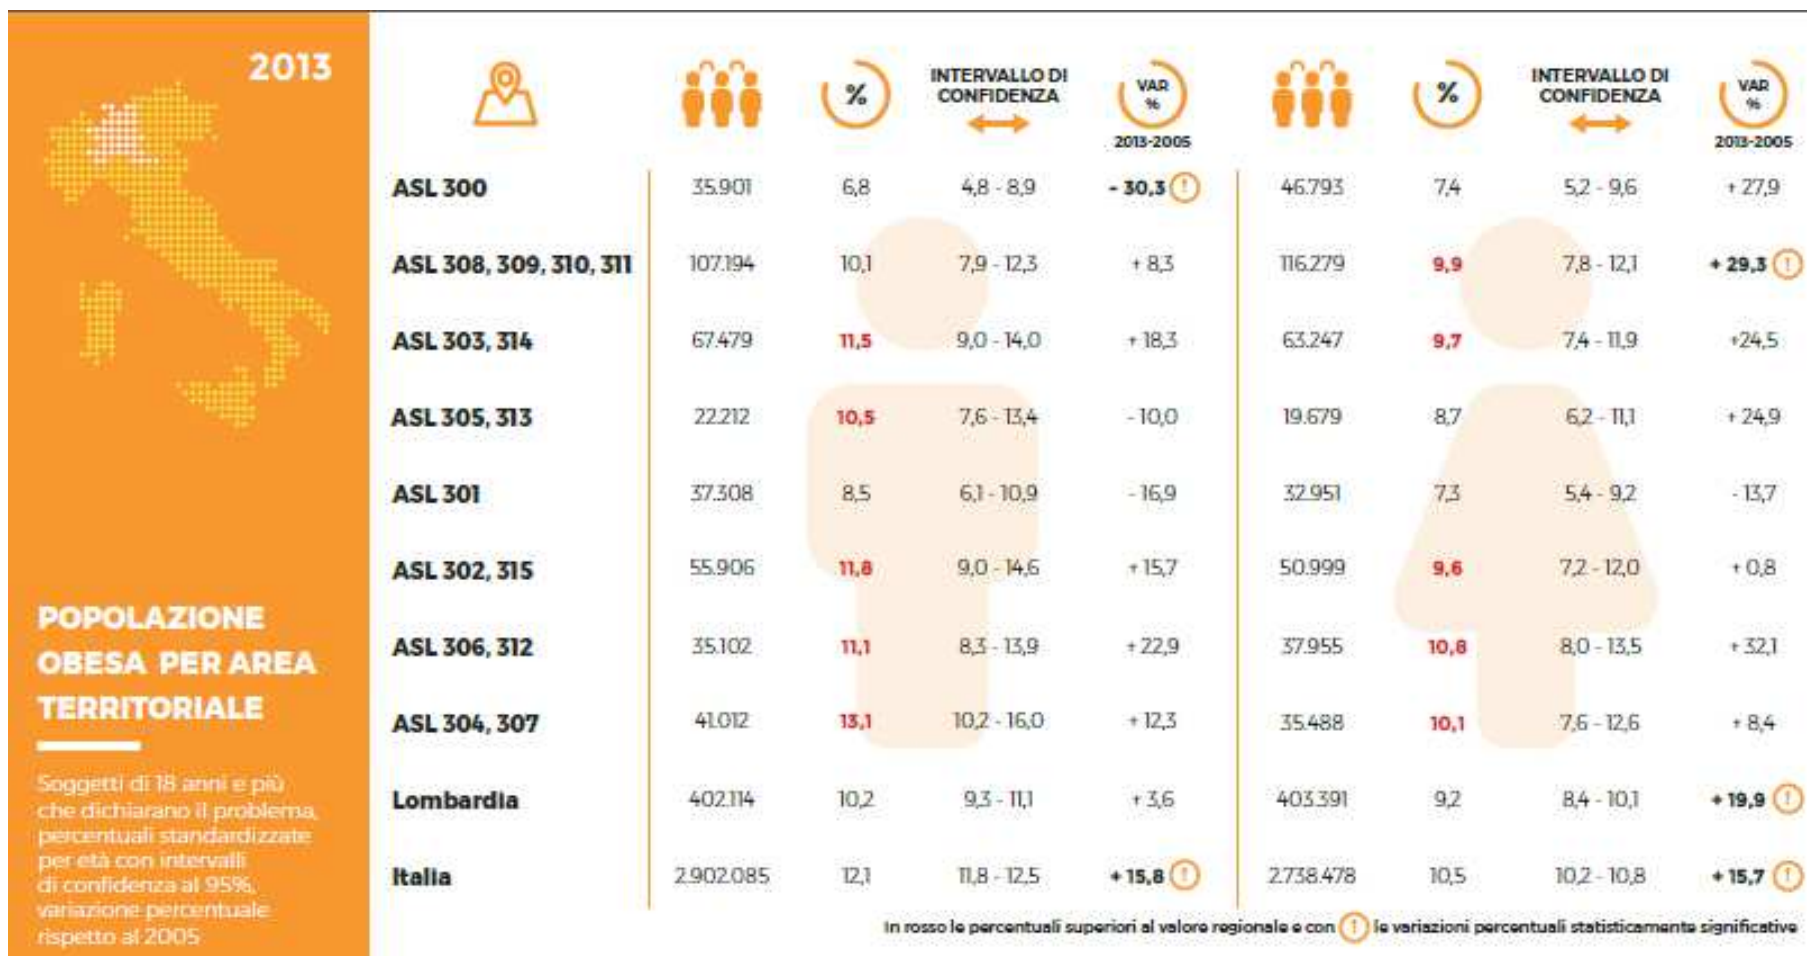 2013
POPOLAZIONE
OBESA PER AREA
TERRITORIALE
Soggetti di 18 anni e più
che dichiarano il problema,
percentuali standardizzate
per età con intervalli
di confidenza al 95%,
variazione percentuale
rispetto al 2005
% INTERVALLO DI CONFIDENZA VAR % 2013-2005 % INTERVALLO DI CONFIDENZA VAR % 2013-2005
ASL 300 35.901 6,8 4,8 - 8,9 - 30,3 ! 46.793 7,4 5,2 - 9,6 + 27,9
ASL 308, 309, 310, 311 107.194 10,1 7,9 - 12,3 + 8,3 116.279 9,9 7,8 - 12,1 + 29,3 !
ASL 303, 314 67.479 11,5 9,0 - 14,0 + 18,3 63.247 9,7 7,4 - 11,9 +24,5
ASL 305, 313 22.212 10,5 7,6 - 13,4 - 10,0 19.679 8,7 6,2 - 11,1 + 24,9
ASL 301 37.308 8,5 6,1 - 10,9 - 16,9 32.951 7,3 5,4 - 9,2 - 13,7
ASL 302, 315 55.906 11,8 9,0 - 14,6 + 15,7 50.999 9,6 7,2 - 12,0 + 0,8
ASL 306, 312 35.102 11,1 8,3 - 13,9 + 22,9 37.955 10,8 8,0 - 13,5 + 32,1
ASL 304, 307 41.012 13,1 10,2 - 16,0 + 12,3 35.488 10,1 7,6 - 12,6 + 8,4
Lombardia 402.114 10,2 9,3 - 11,1 + 3,6 403.391 9,2 8,4 - 10,1 + 19,9 !
Italia 2.902.085 12,1 11,8 - 12,5 + 15,8 ! 2.738.478 10,5 10,2 - 10,8 + 15,7 !
In rosso le percentuali superiori al valore regionale e con ! le variazioni percentuali statisticamente significative